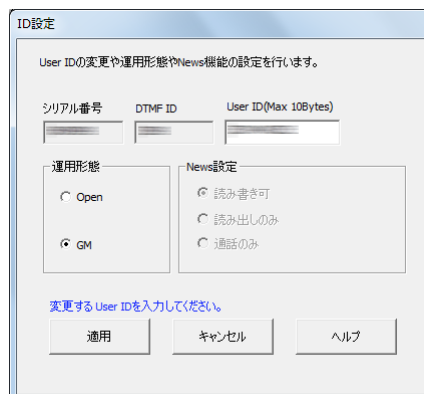 ID設定
User IDの変更や運用形態やNews機能の設定を行います。
シリアル番号 DTMF ID User ID(Max 10Bytes)
運用形態 News設定
Open 読み書き可
読み出しのみ
GM 通話のみ
変更する User IDを入力してください。
適用 キャンセル ヘルプ